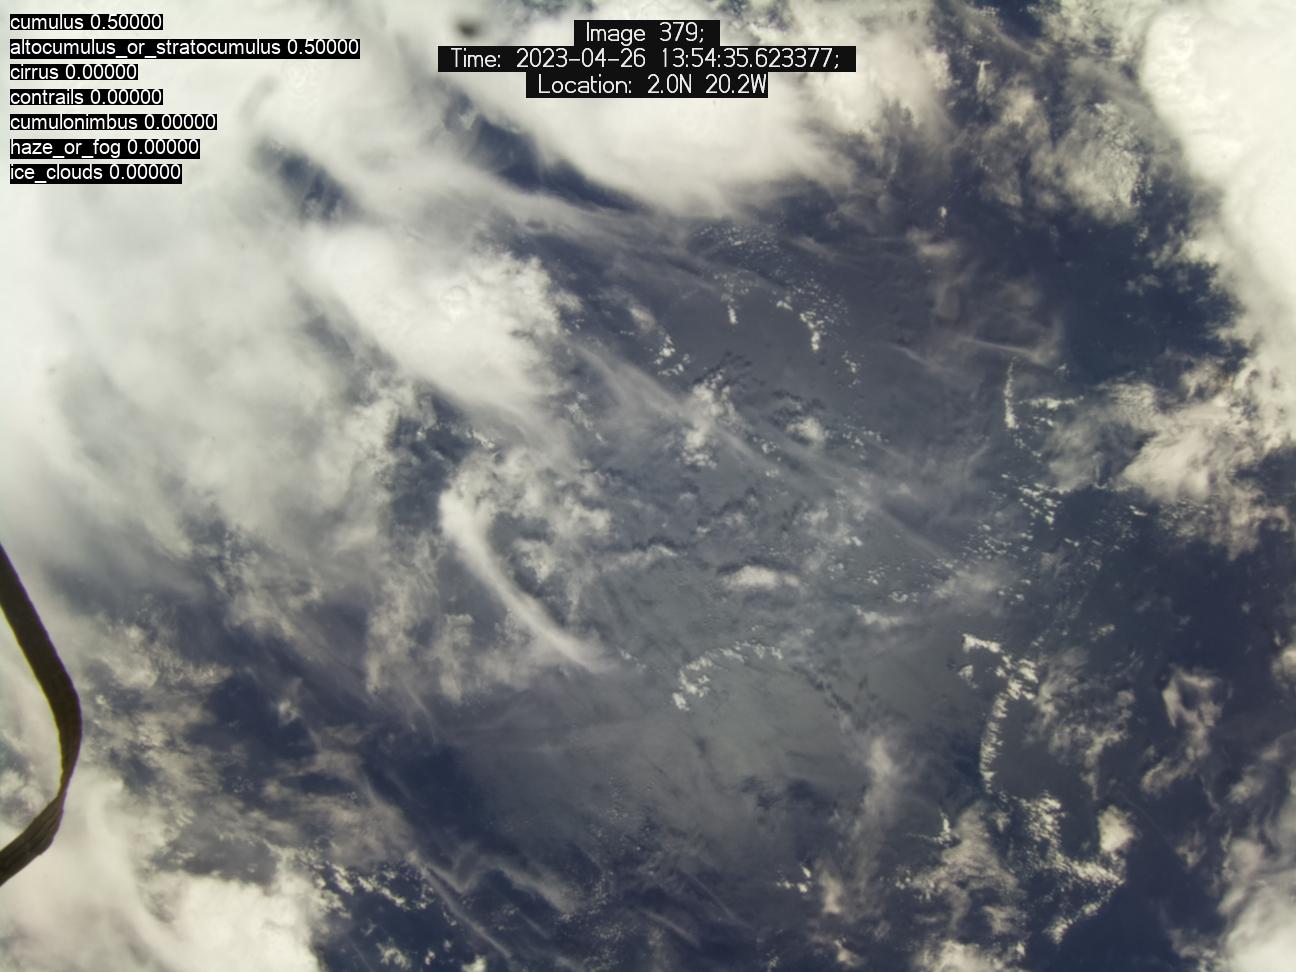 cumulus 0.50000
altocumulus_or_stratocumulus 0.50000
cirrus 0.00000
contrails 0.00000
cumulonimbus 0.00000
haze_or_fog 0.00000
ice_clouds 0.00000
Image 379;
Time: 2023-04-26 13:54:35.623377;
Location: 2.0N 20.2W